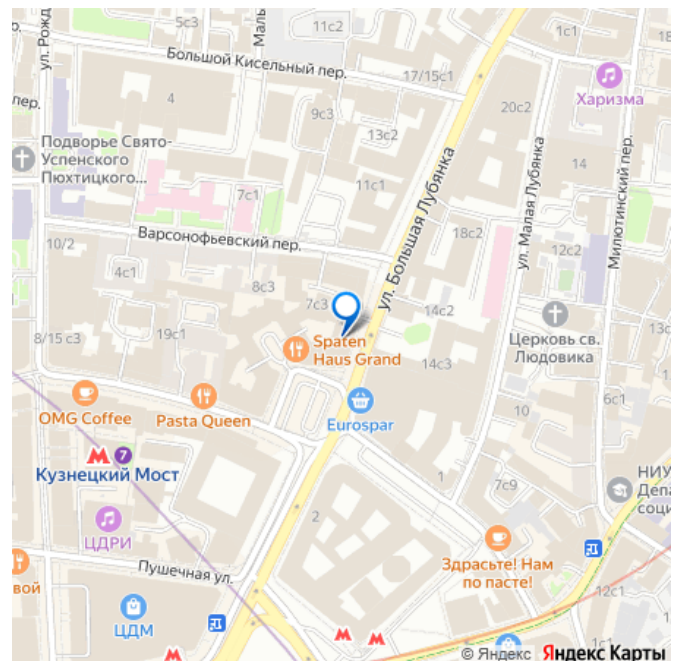 5с3
11с2
18
ул. Рожд
Малы
Большой Кисельный пер.
17/15с1
пер.
4
9с3
13с2
20с2
Харизма
Подворье Свято-
Успенского
Пюхтицкого...
7с1
11с1
14
ул. Большая Лубянка
ул. Малая Лубянка
Милютинский пер.
Варсонофьевский пер.
18с2
12с2
10/2
4с1
8с3
7с3
14с2
Церковь св.
Людовика
13с
8/15 с3
19с1
Spaten
Haus Grand
14с3
OMG Coffee
Pasta Queen
Eurospar
10
6с1
7
Кузнецкий Мост
1
7с9
НИУ
Депа
соци
ЦДРИ
2
Здрасьте! Нам
по пасте!
вой
Пушечная ул.
12с1
ЦДМ
1с1
© Яндекс Яндекс Карты